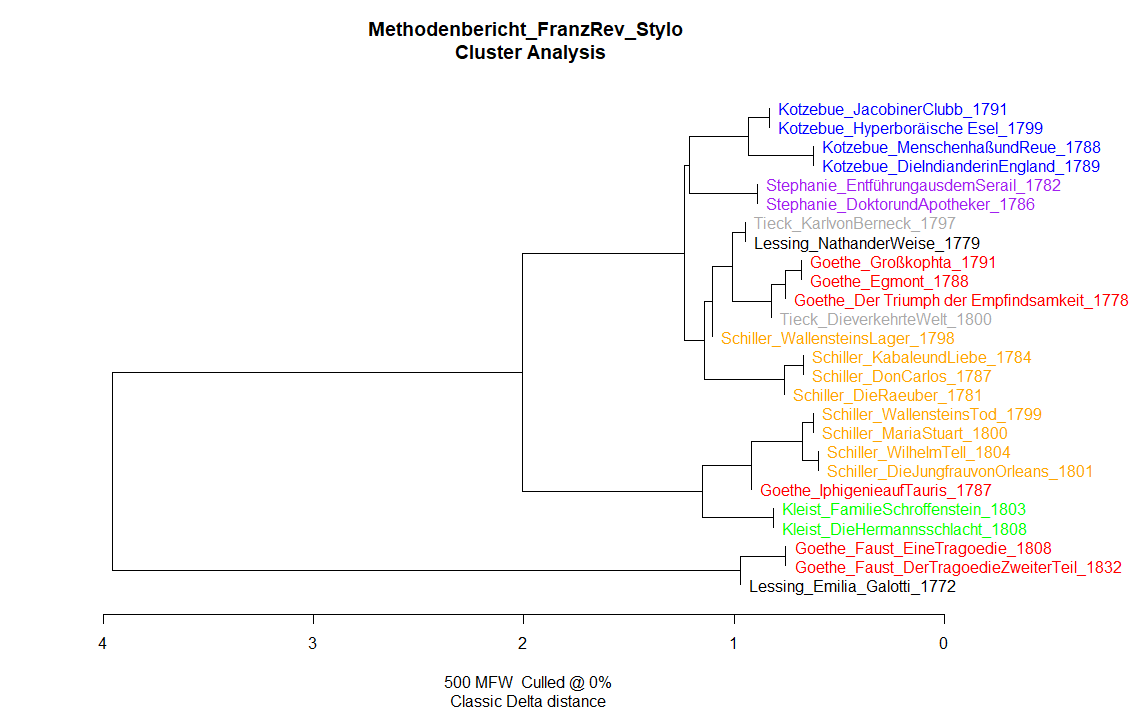 Methodenbericht_FranzRev_Stylo
Cluster Analysis
Kotzebue_JacobinerClubb_1791
Kotzebue_Hyperboräische Esel_1799
Kotzebue_MenschenhaßundReue_1788
Kotzebue_DieIndianderinEngland_1789
Stephanie_EntführungausdemSerail_1782
Stephanie_DoktorundApotheker_1786
Tieck_KarlvonBerneck_1797
Lessing_NathanderWeise_1779
Goethe_Großkophta_1791
Goethe_Egmont_1788
Goethe_Der Triumph der Empfindsamkeit_1778
Tieck_DieverkehrteWelt_1800
Schiller_WallensteinsLager_1798
Schiller_KabaleundLiebe_1784
Schiller_DonCarlos_1787
Schiller_DieRaeuber_1781
Schiller_WallensteinsTod_1799
Schiller_MariaStuart_1800
Schiller_WilhelmTell_1804
Schiller_DieJungfrauvonOrleans_1801
Goethe_IphigenieaufTauris_1787
Kleist_FamilieSchroffenstein_1803
Kleist_DieHermannsschlacht_1808
Goethe_Faust_EineTragoedie_1808
Goethe_Faust_DerTragoedieZweiterTeil_1832
Lessing_Emilia_Galotti_1772
4 3 2 1 0
500 MFW Culled @ 0%
Classic Delta distance